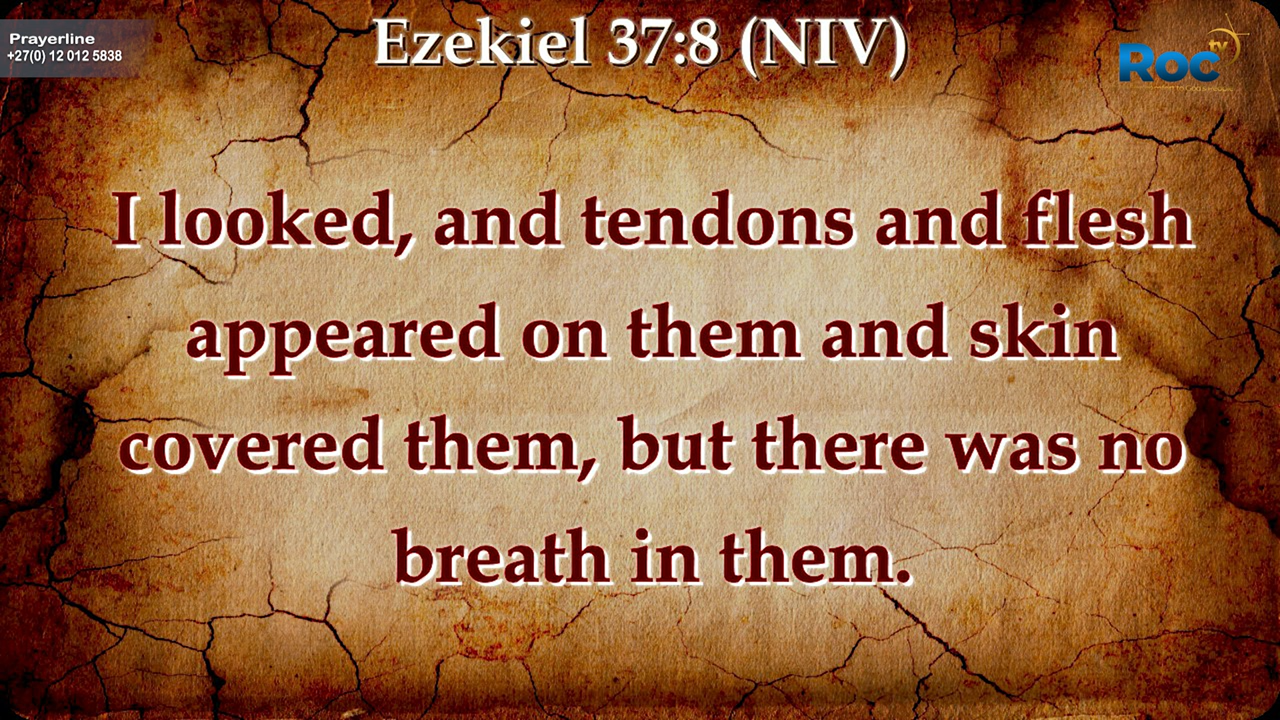 Prayerline
+27(0) 12 012 5838
Ezekiel 37:8 (NIV)
Roc tv
I looked, and tendons and flesh
appeared on them and skin
covered them, but there was no
breath in them.